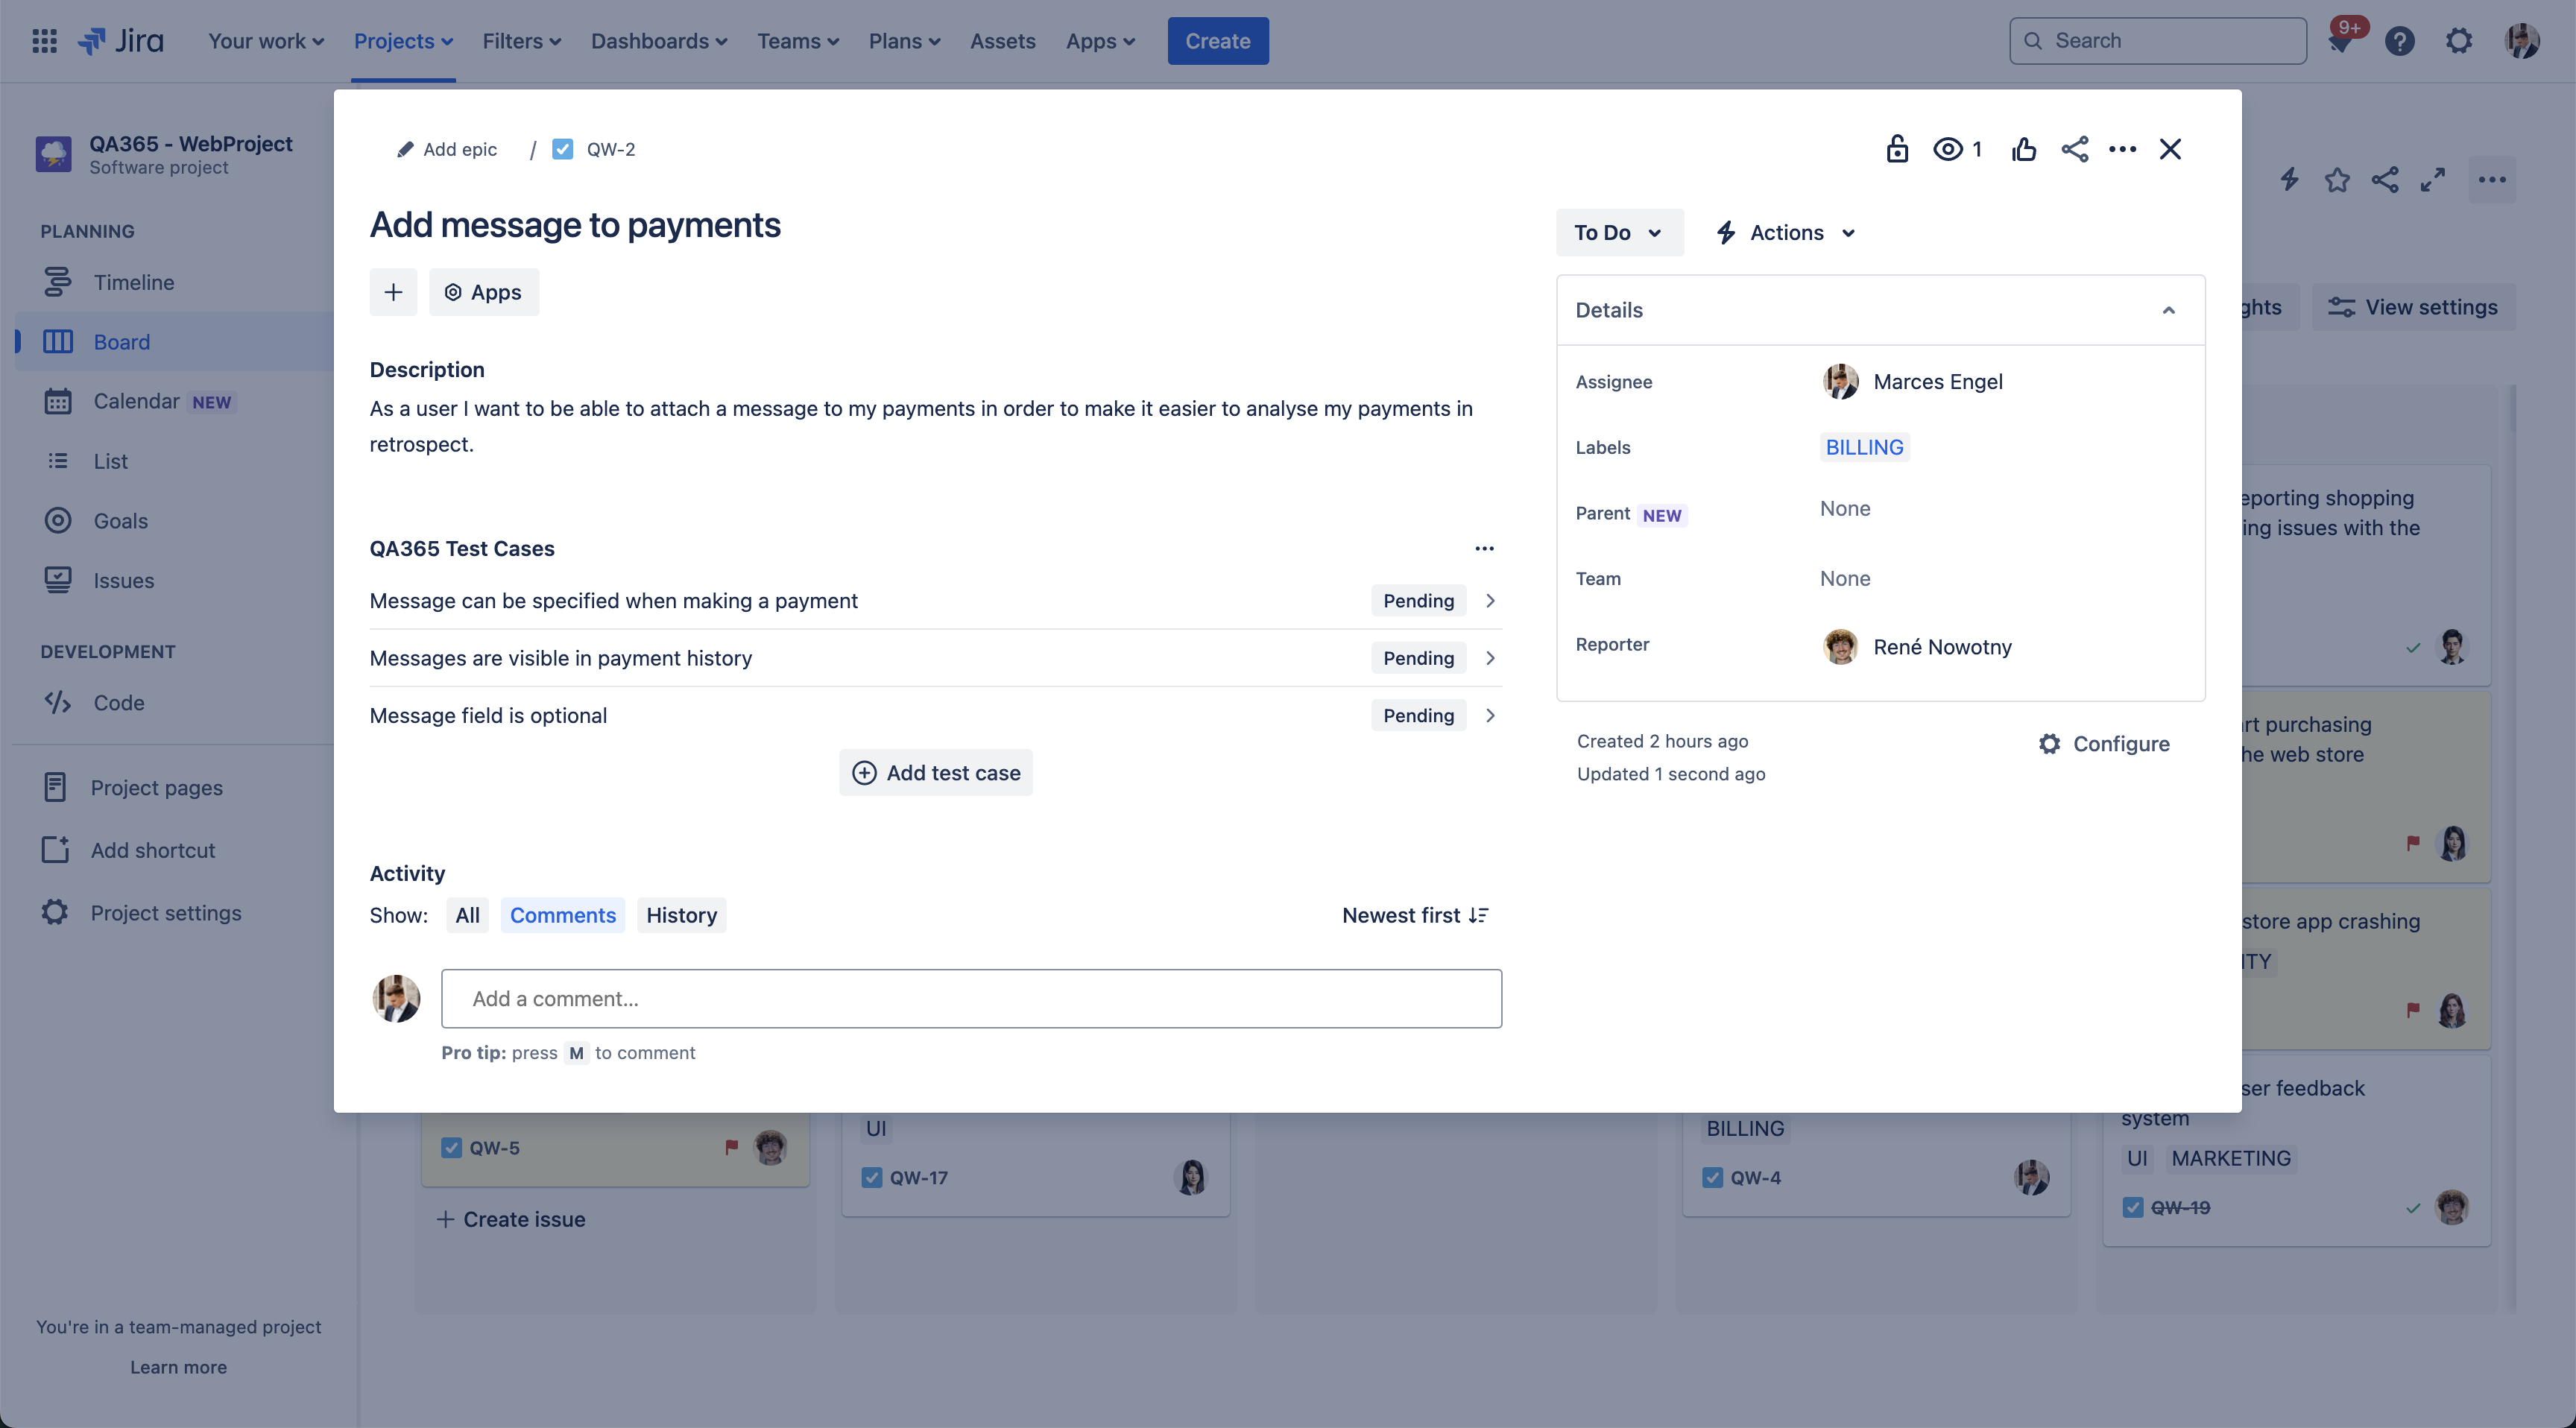 Jira
Your work
Projects
Filters
Dashboards
Teams
Plans
Assets
Apps
Create
Search
9+
QA365 - WebProject
Software project
PLANNING
Timeline
Board
Calendar NEW
List
Goals
Issues
DEVELOPMENT
Code
Project pages
Add shortcut
Project settings
You're in a team-managed project
Learn more
Add epic / QW-2
1
Add message to payments
Apps
Description
As a user I want to be able to attach a message to my payments in order to make it easier to analyse my payments in
retrospect.
QA365 Test Cases
Message can be specified when making a payment Pending
Messages are visible in payment history Pending
Message field is optional Pending
Add test case
Activity
Show: All Comments History
Newest first
Add a comment...
Pro tip: press M to comment
To Do
Actions
Details
Assignee Marces Engel
Labels BILLING
Parent NEW None
Team None
Reporter René Nowotny
Created 2 hours ago
Updated 1 second ago
Configure
View settings
shopping
issues with the
purchasing
web store
store app crashing
feedback
system
UI MARKETING
QW-19
QW-5
Create issue
UI
QW-17
BILLING
QW-4